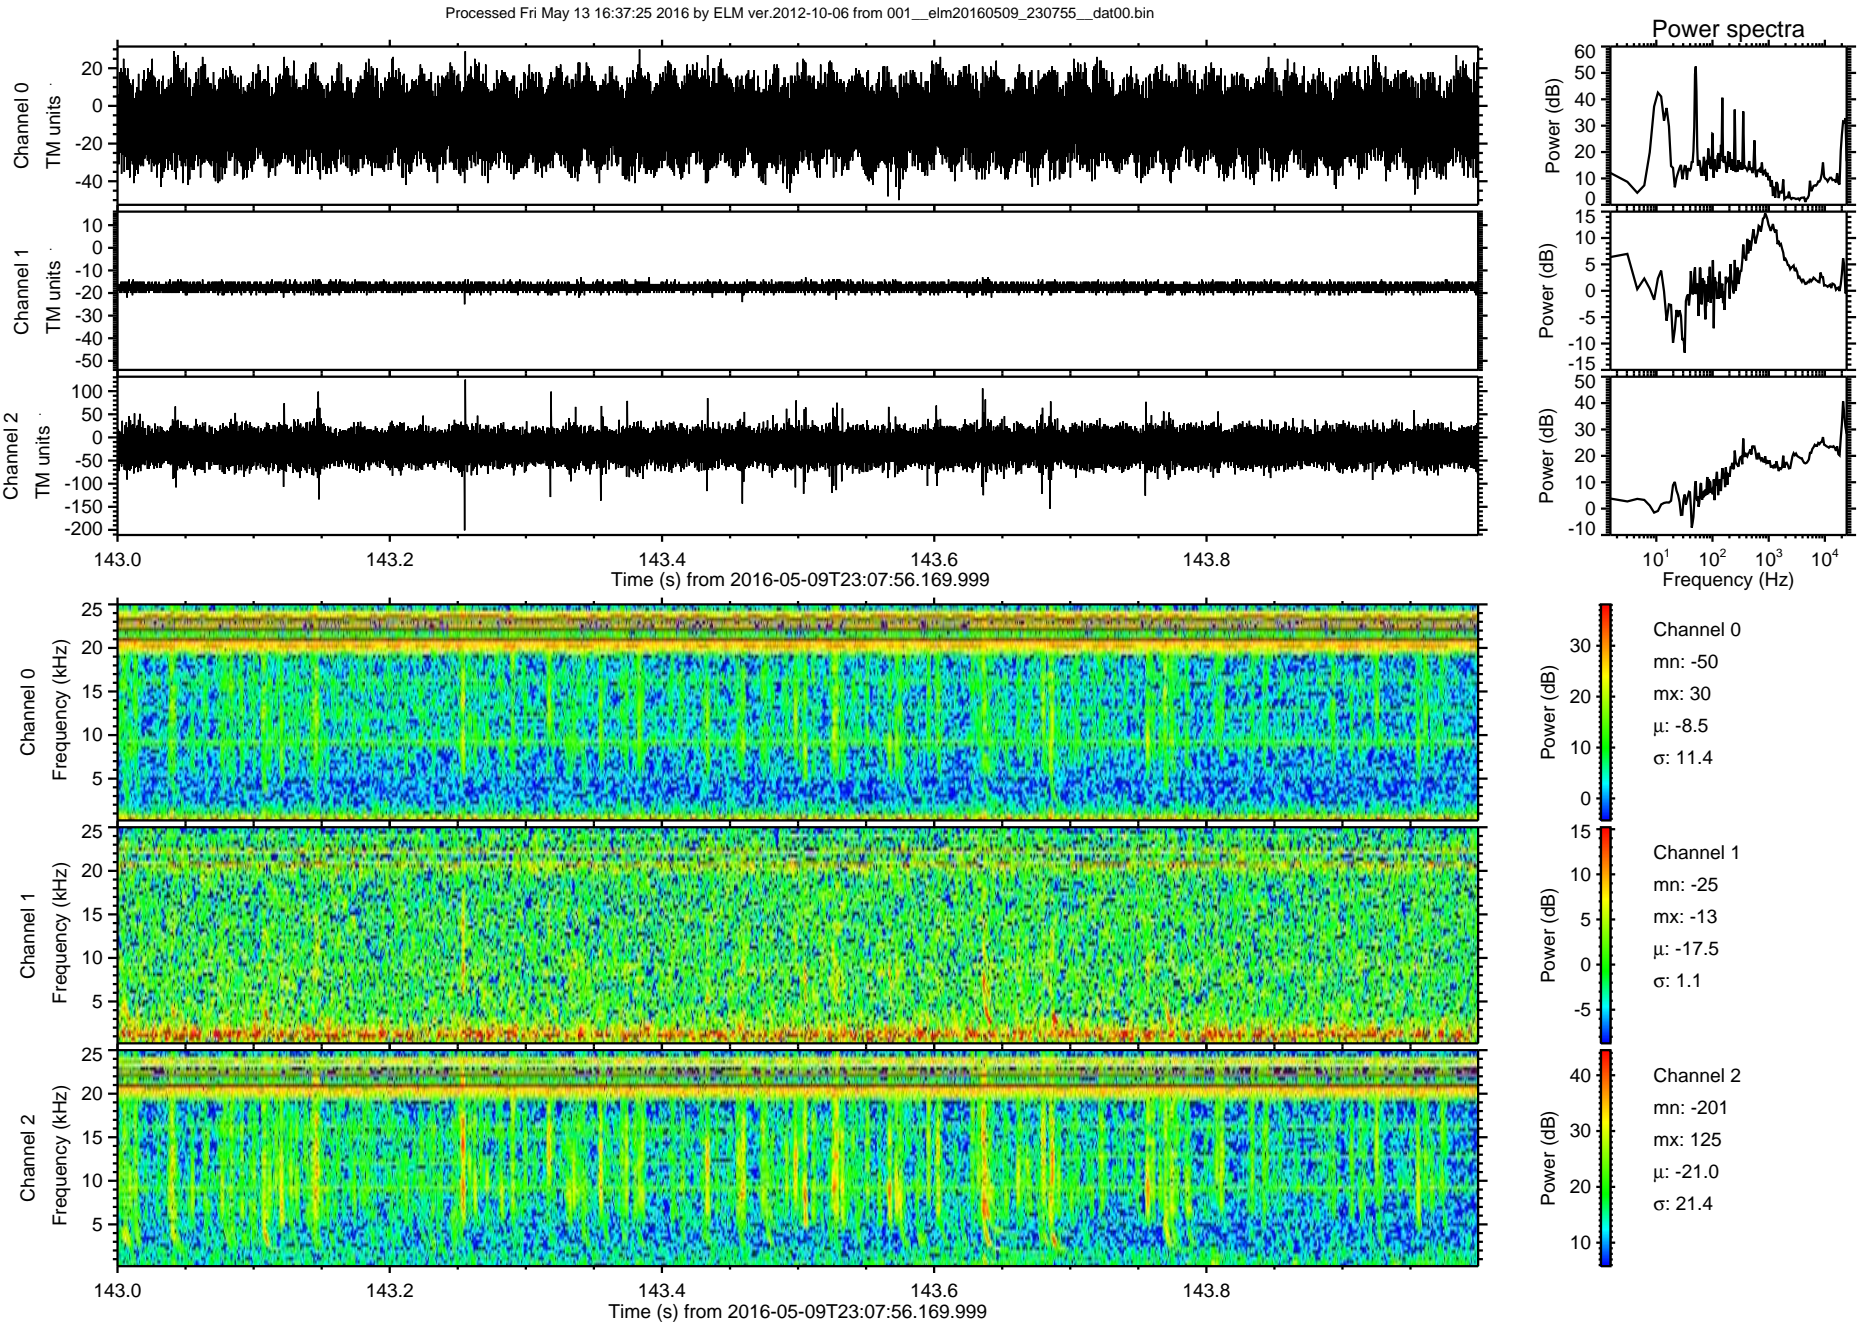 Processed Fri May 13 16:37:25 2016 by ELM ver.2012-10-06 from 001__elm20160509_230755__dat00.bin
Power spectra
Channel 0
TM units
20
0
-20
-40
Power (dB)
60
50
40
30
20
10
0
Channel 1
TM units
10
0
-10
-20
-30
-40
-50
Power (dB)
15
10
5
0
-5
-10
-15
Channel 2
TM units
100
50
0
-50
-100
-150
-200
Power (dB)
50
40
30
20
10
0
-10
143.0 143.2 143.4 143.6 143.8
Time (s) from 2016-05-09T23:07:56.169.999
10¹ 10² 10³ 10⁴
Frequency (Hz)
Channel 0
Frequency (kHz)
25
20
15
10
5
Power (dB)
30
20
10
0
Channel 0
mn: -50
mx: 30
μ: -8.5
σ: 11.4
Channel 1
Frequency (kHz)
25
20
15
10
5
Power (dB)
15
10
5
0
-5
Channel 1
mn: -25
mx: -13
μ: -17.5
σ: 1.1
Channel 2
Frequency (kHz)
25
20
15
10
5
Power (dB)
40
30
20
10
Channel 2
mn: -201
mx: 125
μ: -21.0
σ: 21.4
143.0 143.2 143.4 143.6 143.8
Time (s) from 2016-05-09T23:07:56.169.999